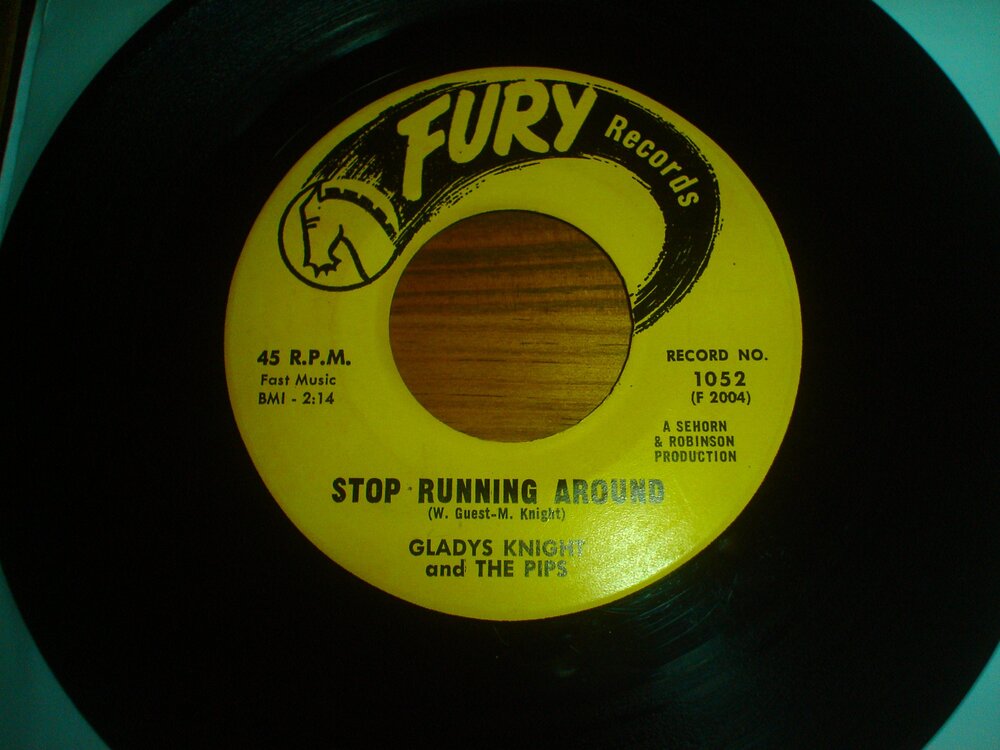 FURY Records
45 R.P.M.
Fast Music
BMI - 2:14
RECORD NO.
1052
(F 2004)
A SEHORN
& ROBINSON
PRODUCTION
STOP RUNNING AROUND
(W. Guest-M. Knight)
GLADYS KNIGHT
and THE PIPS